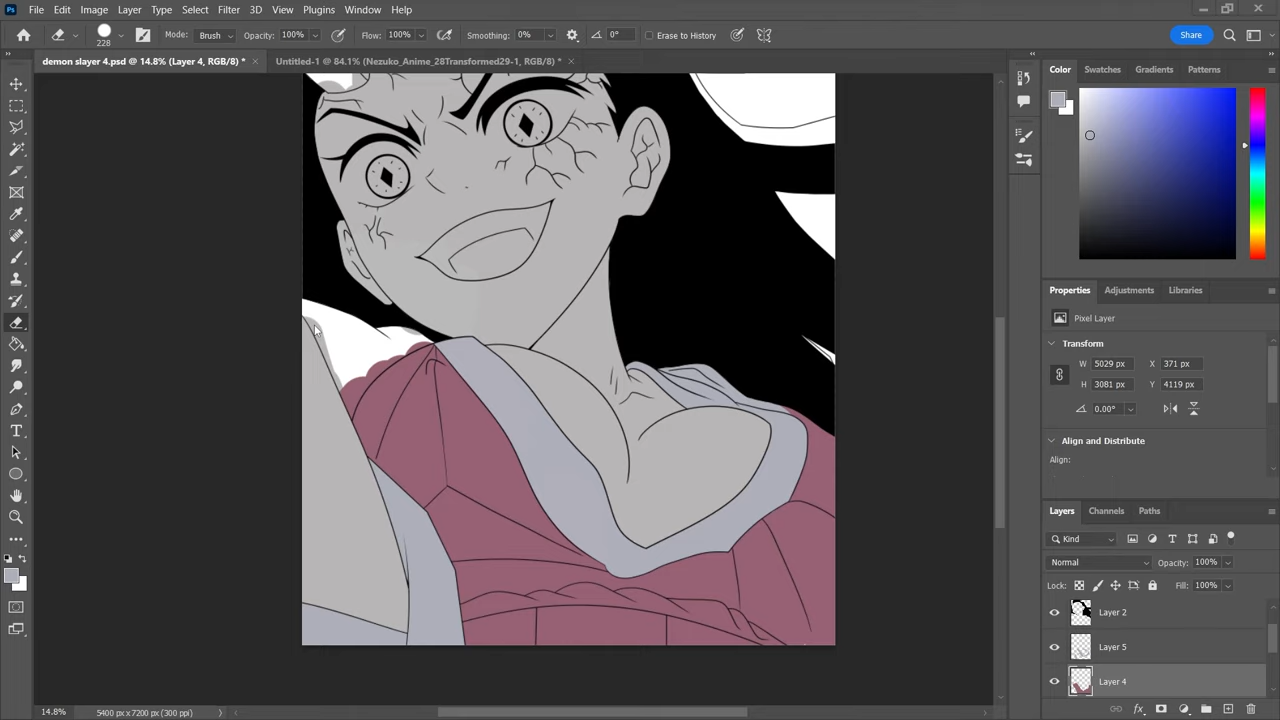 Ps File Edit Image Layer Type Select Filter 3D View Plugins Window Help
228 Mode: Brush Opacity: 100% Flow: 100% Smoothing: 0% 0° Erase to History Share
demon slayer 4.psd @ 14.8% (Layer 4, RGB/8) * Untitled-1 @ 84.1% (Nezuko_Anime_28Transformed29-1, RGB/8) *
Color Swatches Gradients Patterns
Properties Adjustments Libraries
Pixel Layer
Transform
W 5029 px X 371 px
H 3081 px Y 4119 px
0.00°
Align and Distribute
Align:
Layers Channels Paths
Kind
Normal Opacity: 100%
Lock: Fill: 100%
Layer 2
Layer 5
Layer 4
14.8% 5400 px x 7200 px (300 ppi)